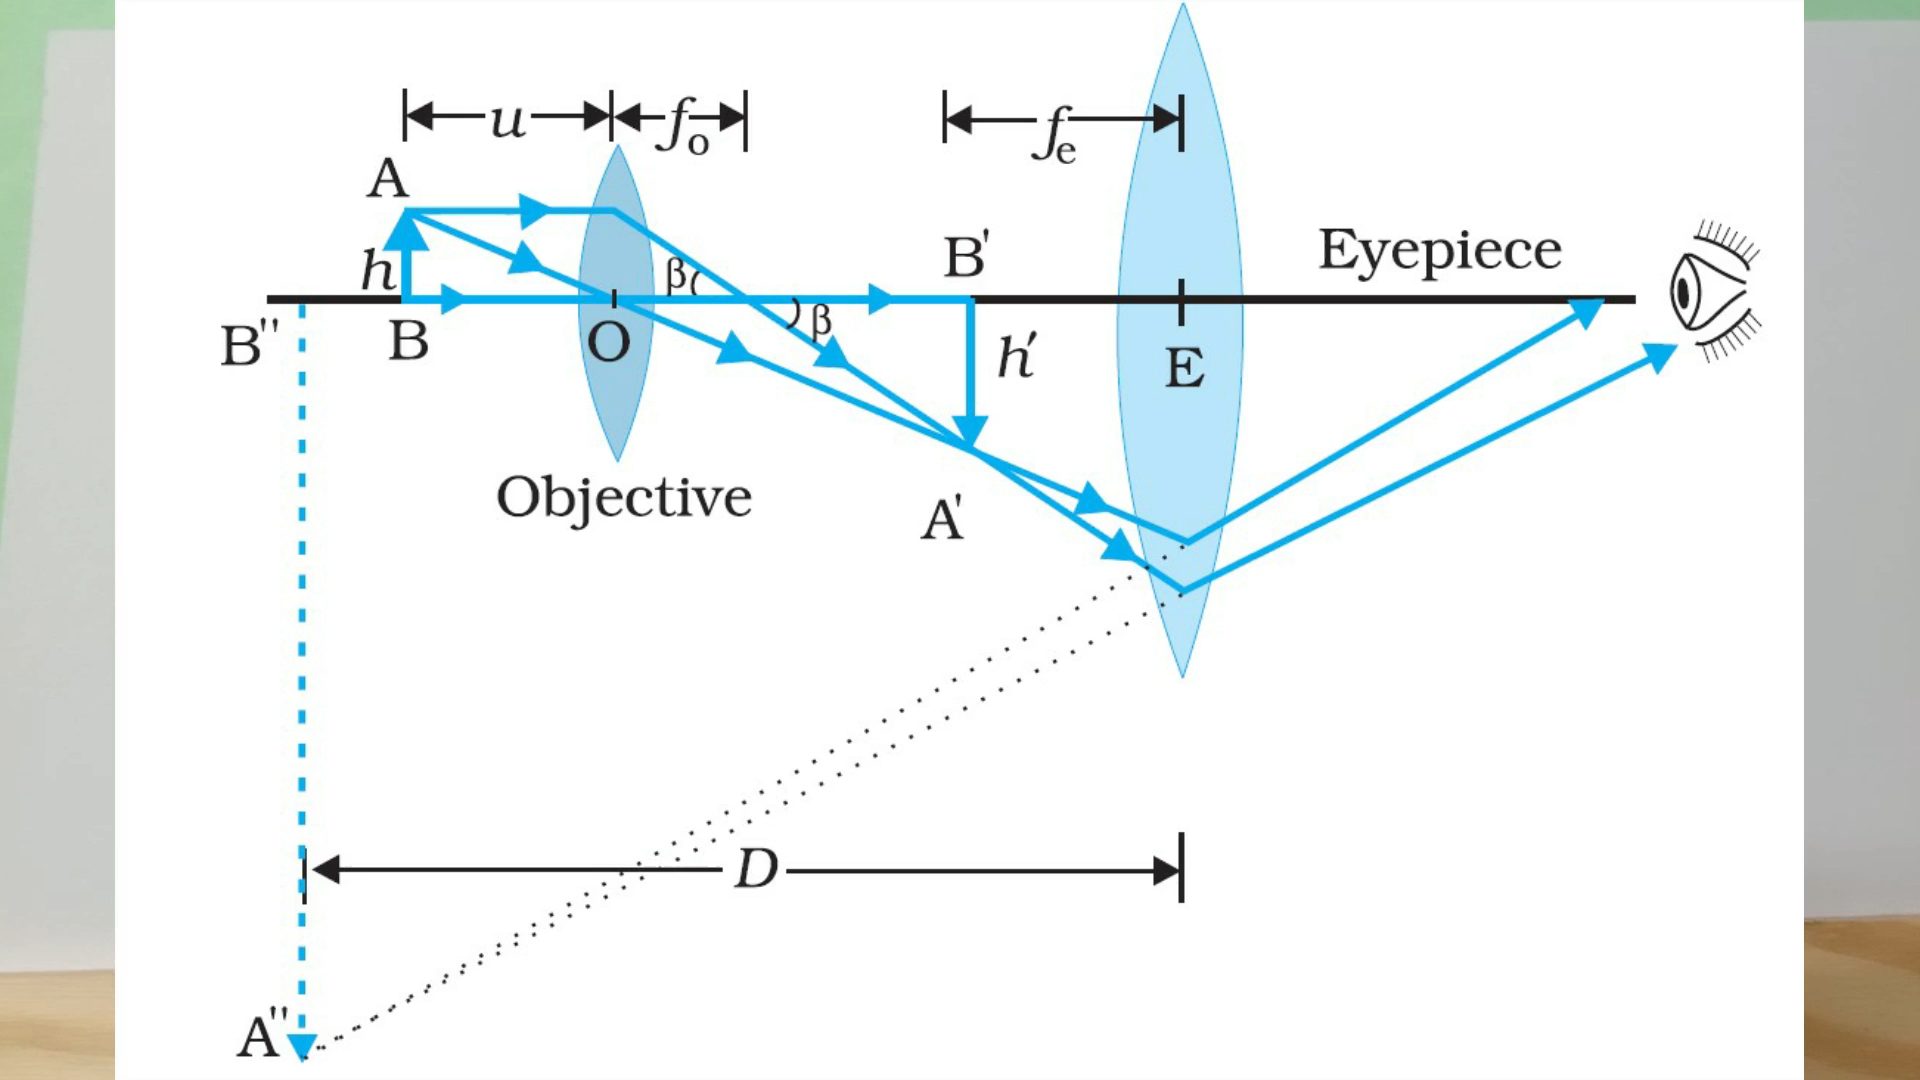 u
fo
fe
A
h
β
β
B'
Eyepiece
B''
B
O
h'
E
Objective
A'
D
A''